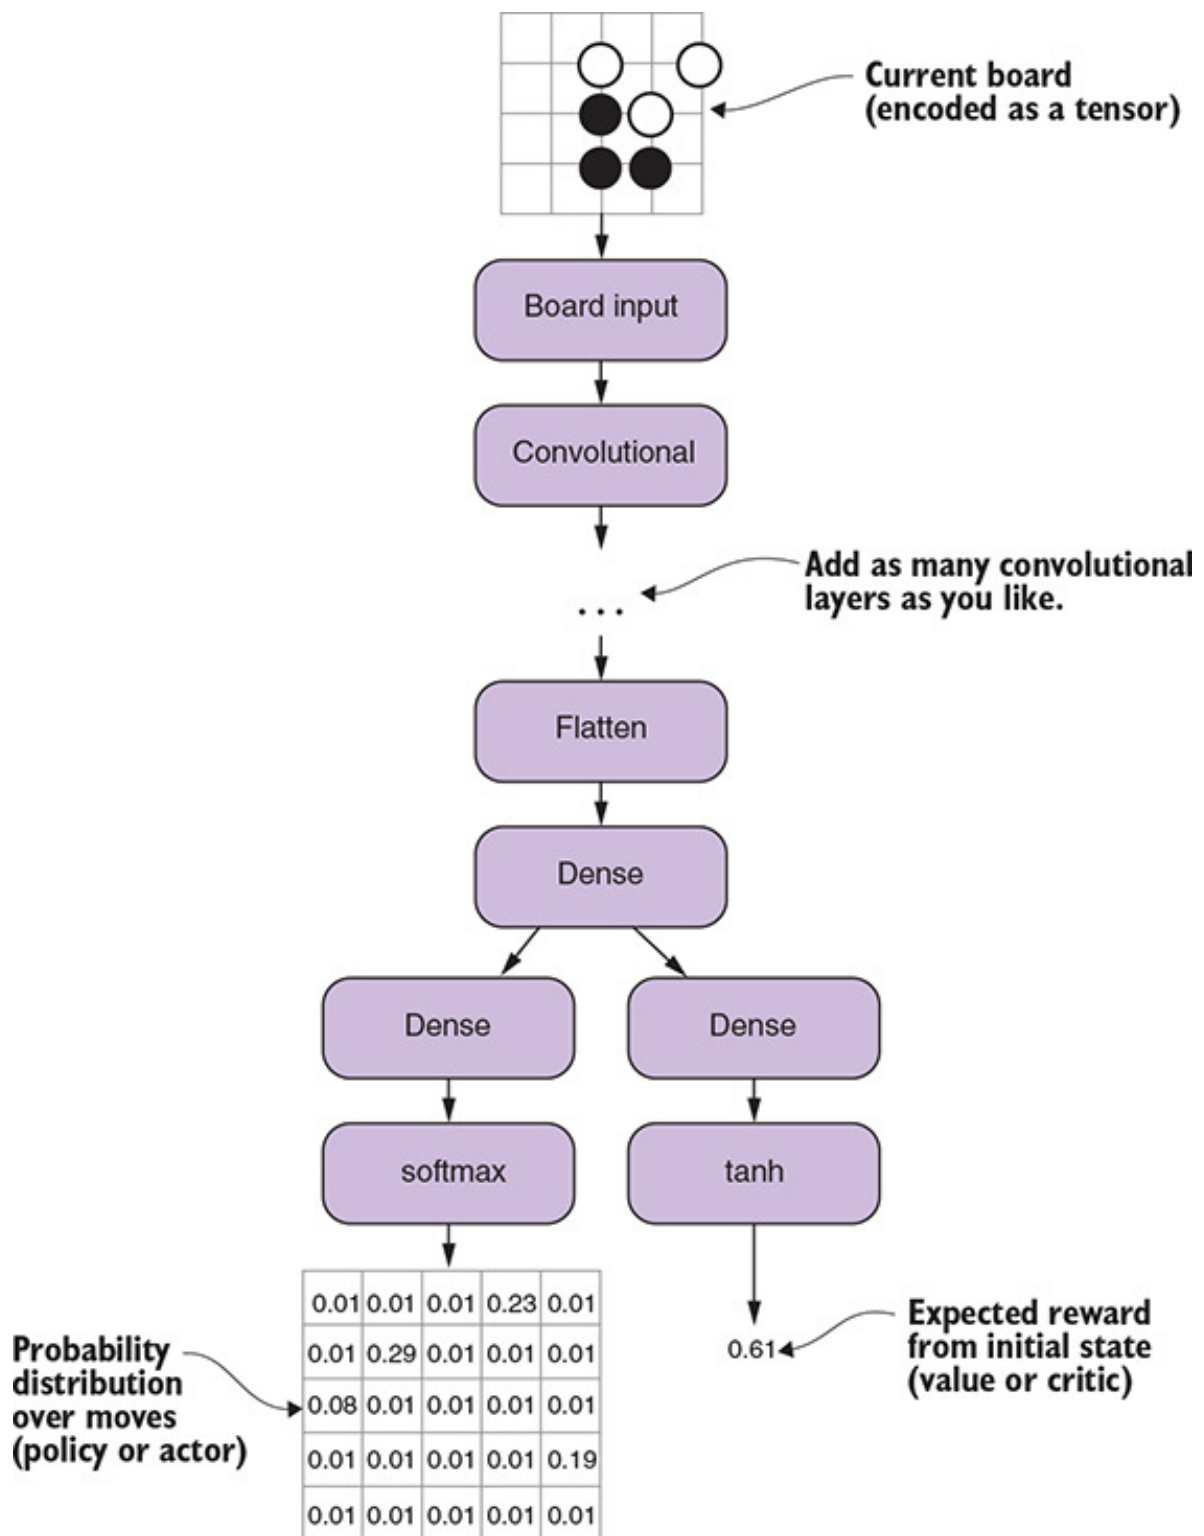 Current board
(encoded as a tensor)
Board input
Convolutional
Add as many convolutional
layers as you like.
...
Flatten
Dense
Dense
Dense
softmax
tanh
0.01 0.01 0.01 0.23 0.01
0.01 0.29 0.01 0.01 0.01
0.08 0.01 0.01 0.01 0.01
0.01 0.01 0.01 0.01 0.19
0.01 0.01 0.01 0.01 0.01
Probability
distribution
over moves
(policy or actor)
0.61
Expected reward
from initial state
(value or critic)